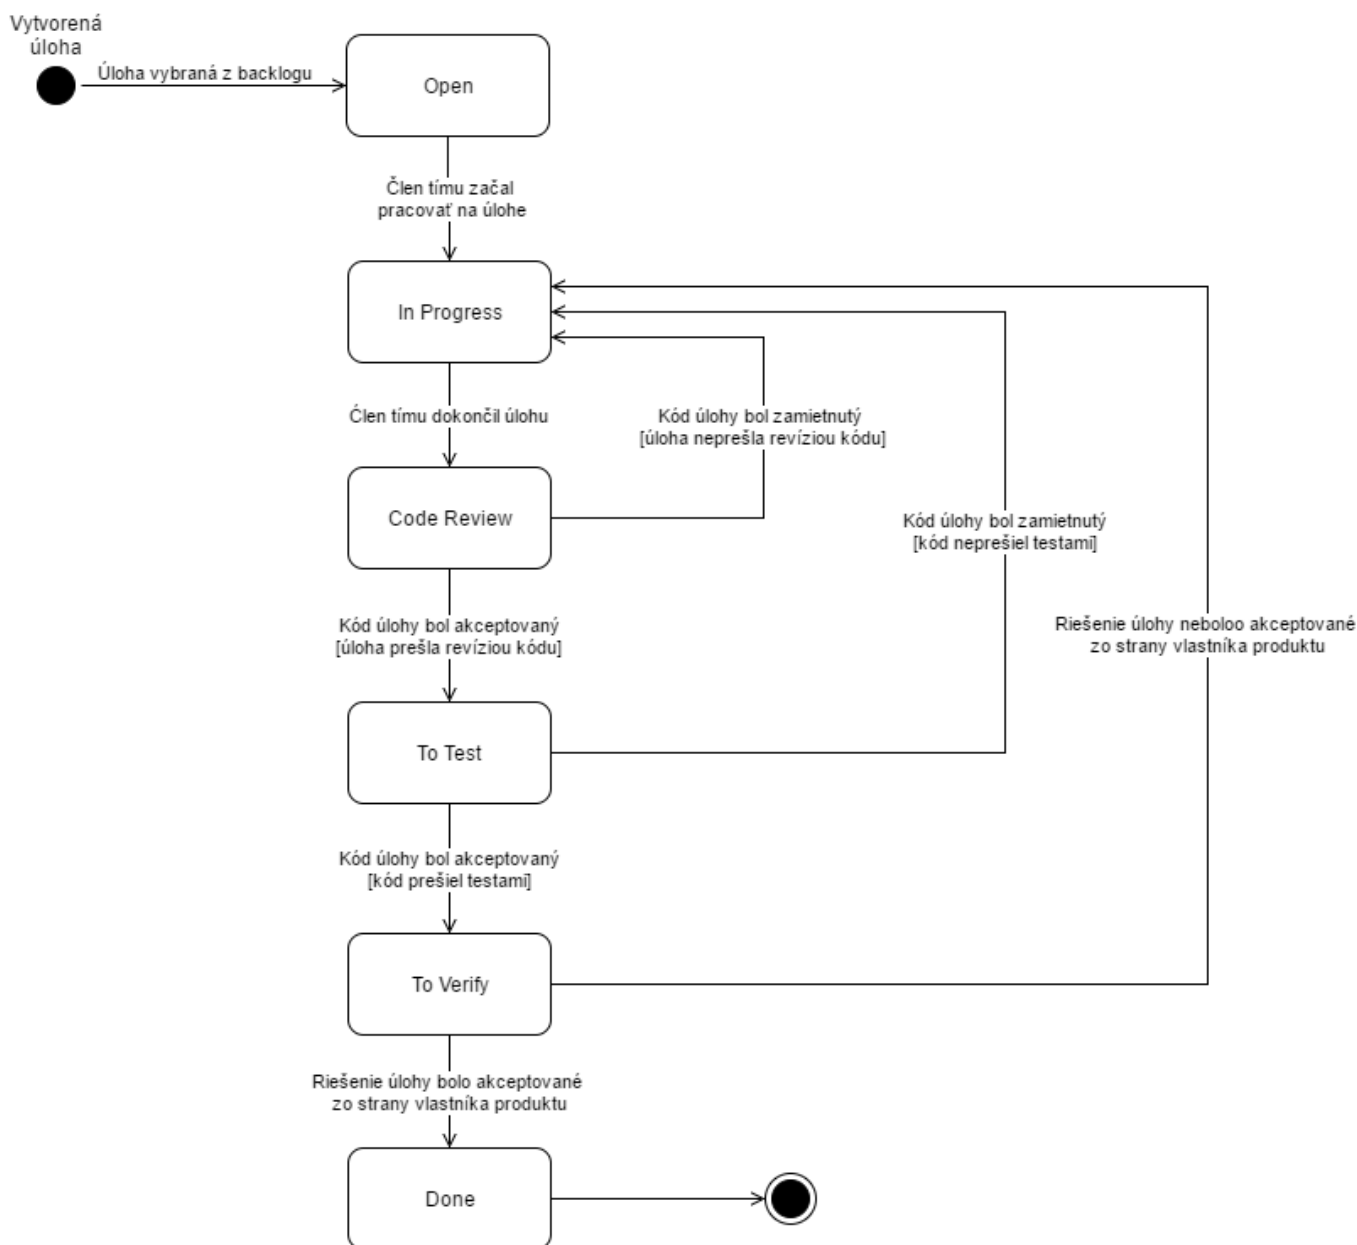 Vytvorená
úloha
Úloha vybraná z backlogu
Open
Člen tímu začal
pracovať na úlohe
In Progress
Ćlen tímu dokončil úlohu
Kód úlohy bol zamietnutý
[úloha neprešla revíziou kódu]
Code Review
Kód úlohy bol zamietnutý
[kód neprešiel testami]
Kód úlohy bol akceptovaný
[úloha prešla revíziou kódu]
Riešenie úlohy neboloo akceptované
zo strany vlastníka produktu
To Test
Kód úlohy bol akceptovaný
[kód prešiel testami]
To Verify
Riešenie úlohy bolo akceptované
zo strany vlastníka produktu
Done